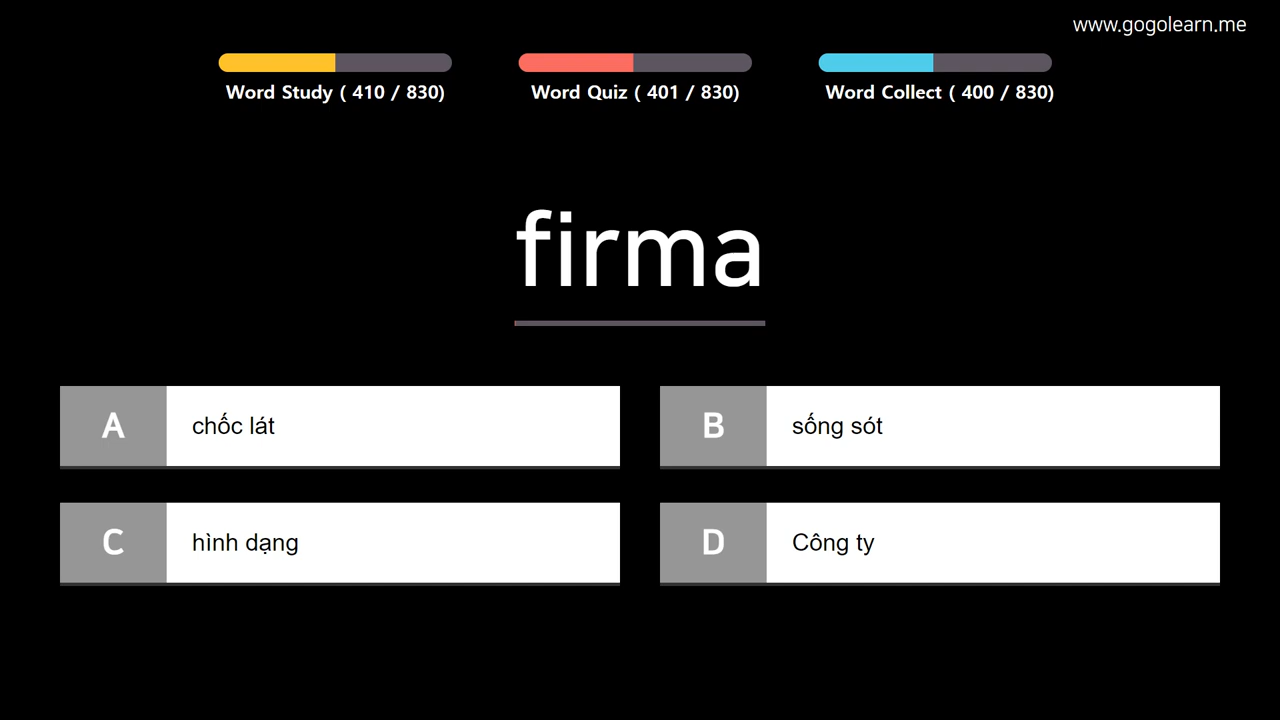 www.gogolearn.me
Word Study ( 410 / 830)
Word Quiz ( 401 / 830)
Word Collect ( 400 / 830)
firma
A chốc lát
B sống sót
C hình dạng
D Công ty